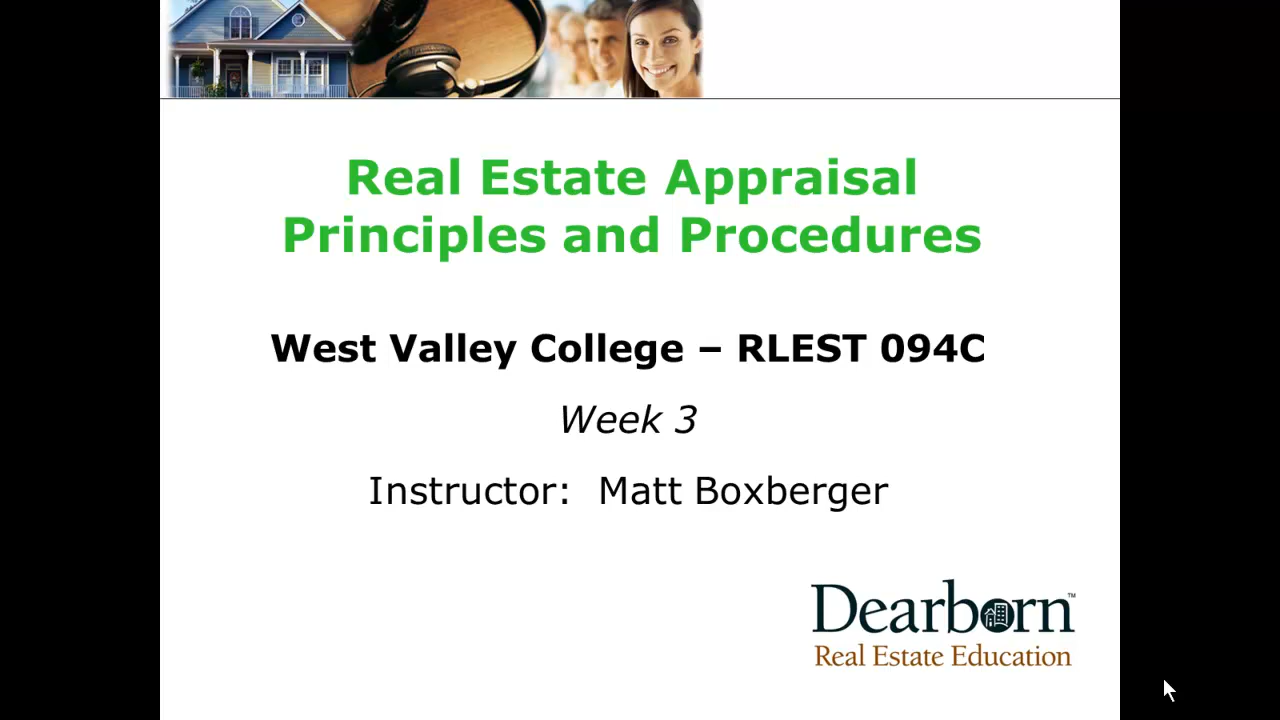 Real Estate Appraisal
Principles and Procedures
West Valley College – RLEST 094C
Week 3
Instructor: Matt Boxberger
Dearborn™
Real Estate Education